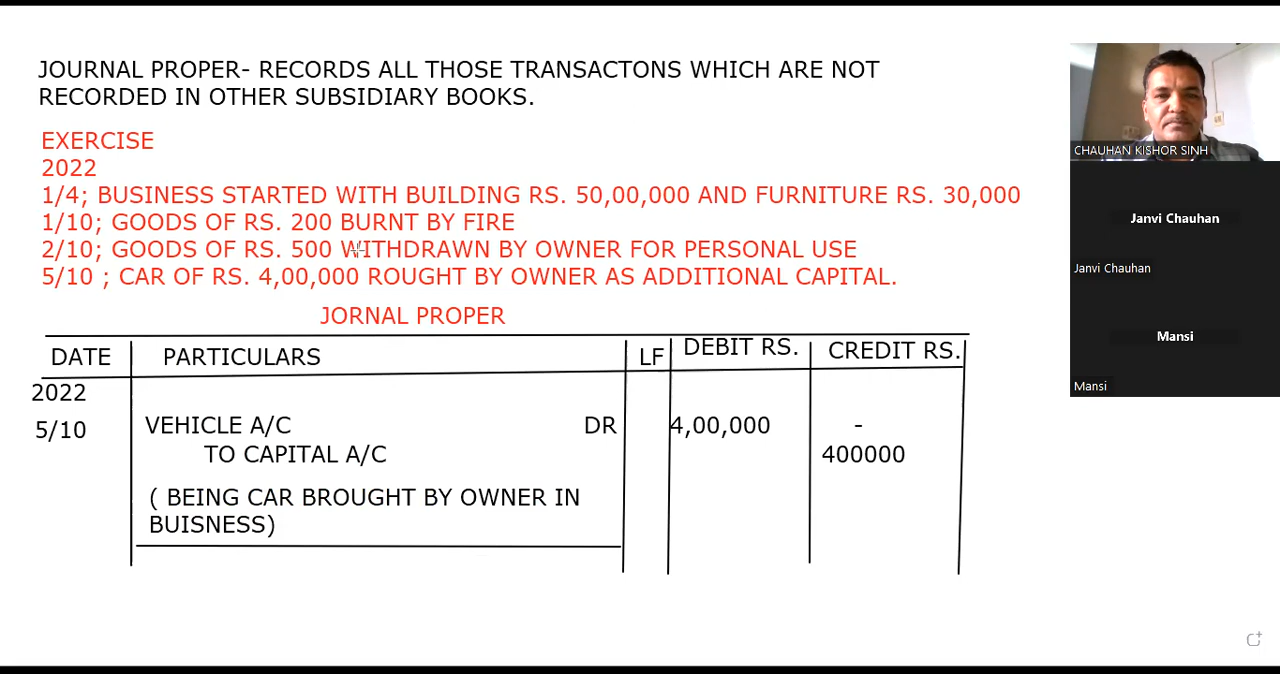 JOURNAL PROPER- RECORDS ALL THOSE TRANSACTONS WHICH ARE NOT
RECORDED IN OTHER SUBSIDIARY BOOKS.
EXERCISE
2022
1/4; BUSINESS STARTED WITH BUILDING RS. 50,00,000 AND FURNITURE RS. 30,000
1/10; GOODS OF RS. 200 BURNT BY FIRE
2/10; GOODS OF RS. 500 WITHDRAWN BY OWNER FOR PERSONAL USE
5/10 ; CAR OF RS. 4,00,000 ROUGHT BY OWNER AS ADDITIONAL CAPITAL.
JORNAL PROPER
DATE PARTICULARS LF DEBIT RS. CREDIT RS.
2022
5/10 VEHICLE A/C DR 4,00,000 -
TO CAPITAL A/C 400000
( BEING CAR BROUGHT BY OWNER IN
BUISNESS)
CHAUHAN KISHOR SINH
Janvi Chauhan
Janvi Chauhan
Mansi
Mansi